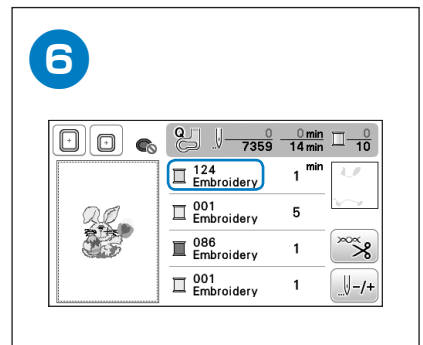 6
Q 0 0 min 0
7359 14 min 10
124 1 min
Embroidery
001 5
Embroidery
086 1
Embroidery
001 1
Embroidery
-/+